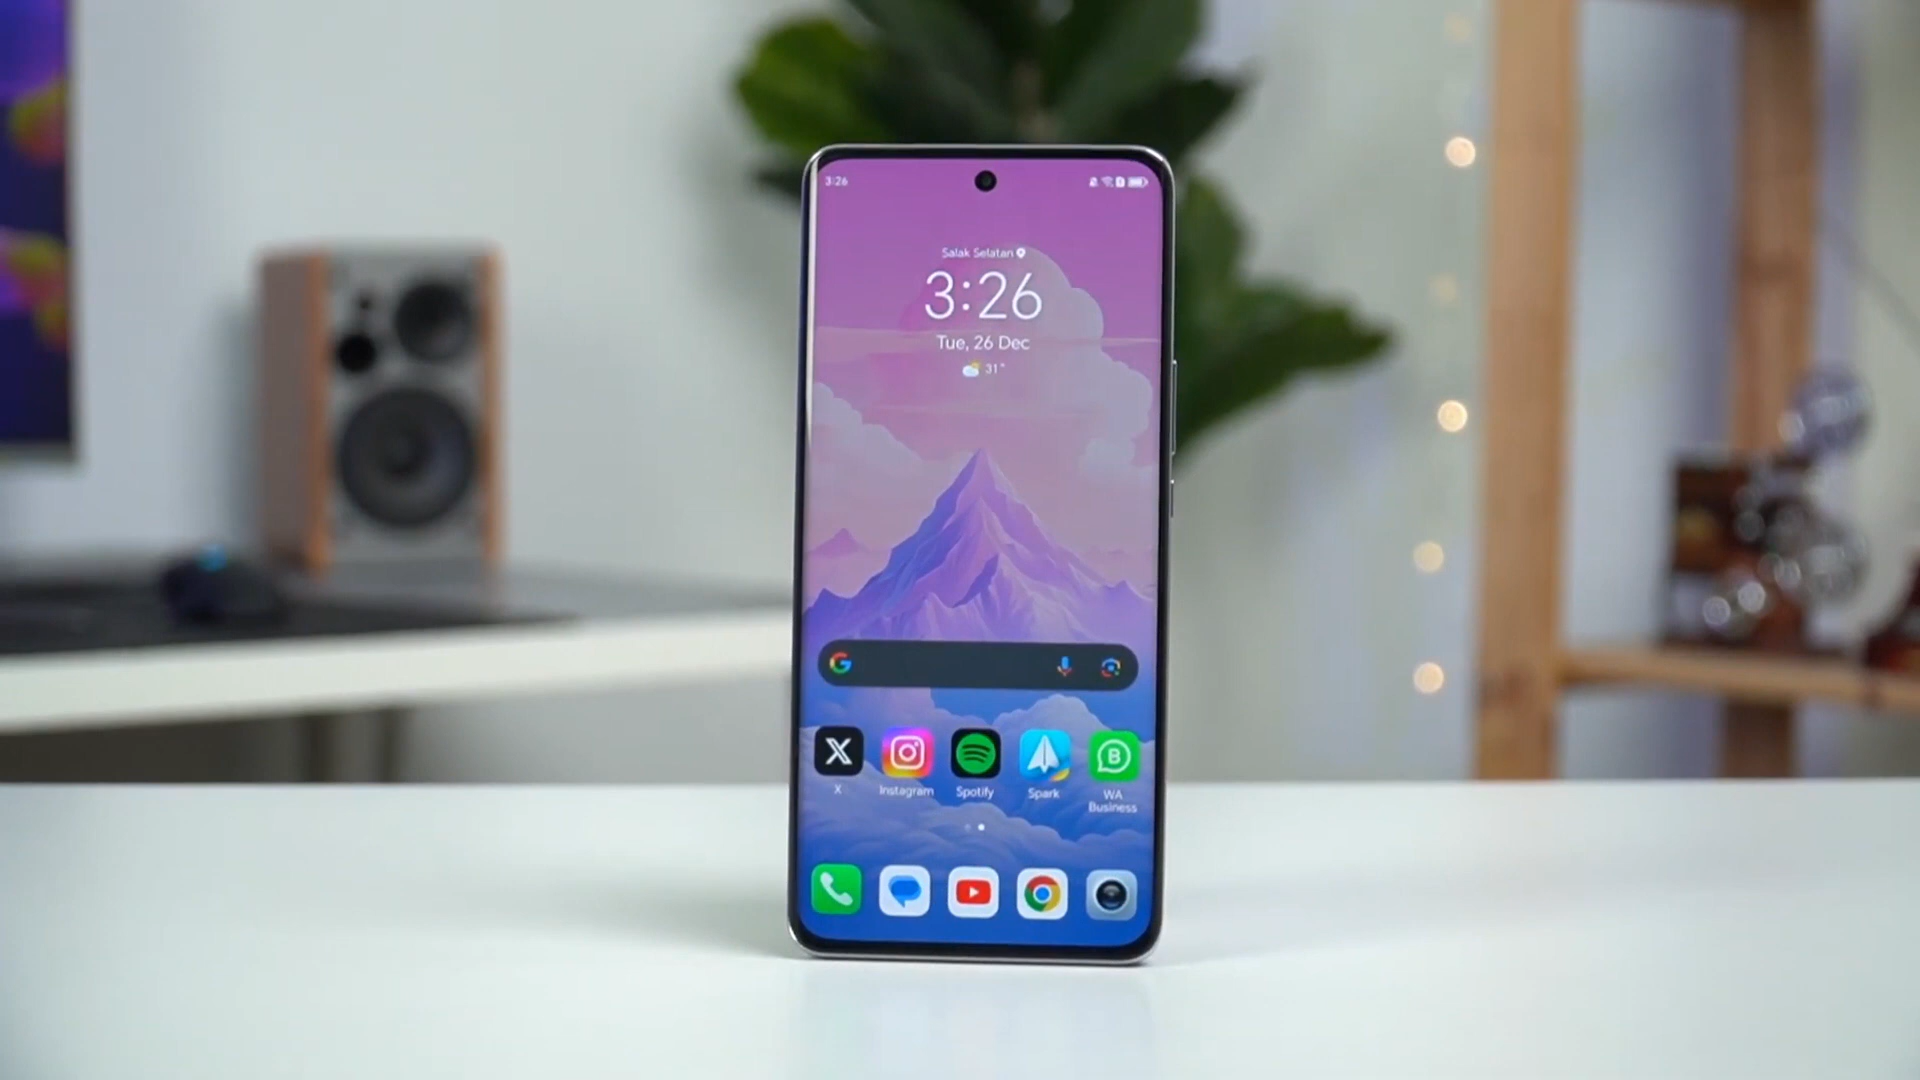 3:26
Salak Selatan
3:26
Tue, 26 Dec
31°
X
Instagram
Spotify
Spark
WA
Business